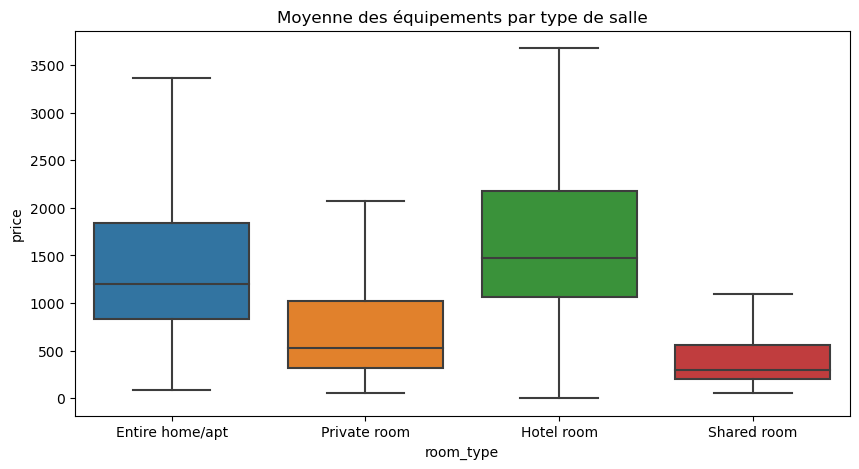 Moyenne des équipements par type de salle
price
3500
3000
2500
2000
1500
1000
500
0
Entire home/apt
Private room
Hotel room
Shared room
room_type